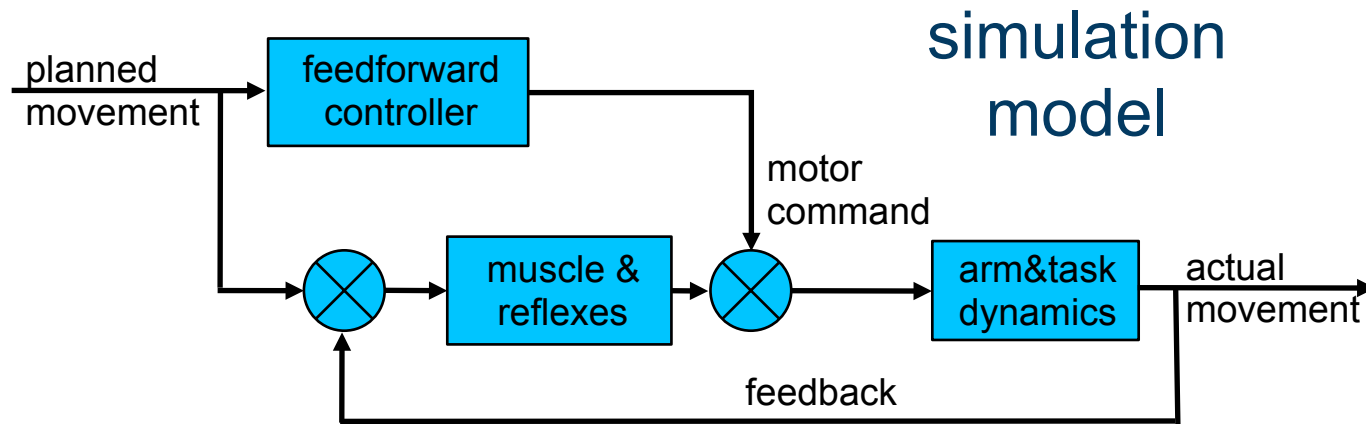 simulation
model
planned
movement
feedforward
controller
motor
command
muscle &
reflexes
arm&task
dynamics
actual
movement
feedback